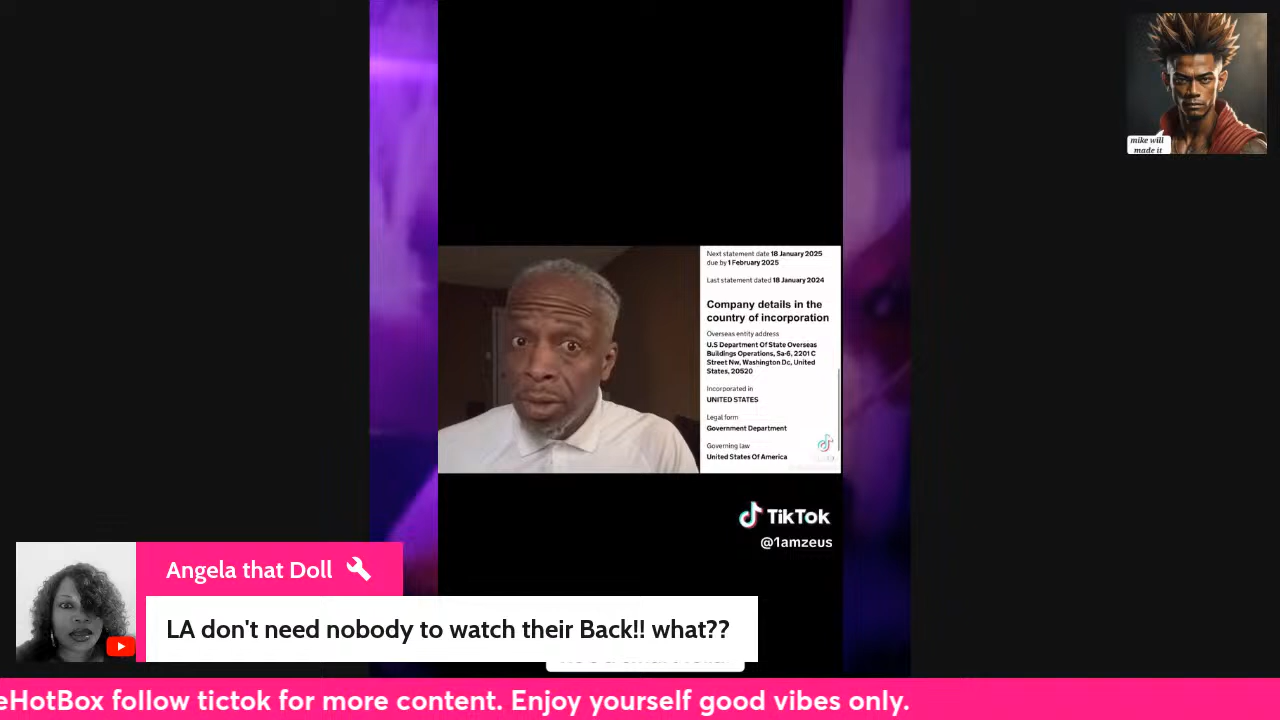 mike will
made it
Next statement date 18 January 2025
due by 1 February 2025
Last statement dated 18 January 2024
Company details in the
country of incorporation
Overseas entity address
U.S Department Of State Overseas
Buildings Operations, Sa-6, 2201 C
Street Nw, Washington Dc, United
States, 20520
Incorporated in
UNITED STATES
Legal form
Government Department
Governing law
United States Of America
TikTok
@1amzeus
Angela that Doll
LA don't need nobody to watch their Back!! what??
eHotBox follow tictok for more content. Enjoy yourself good vibes only.